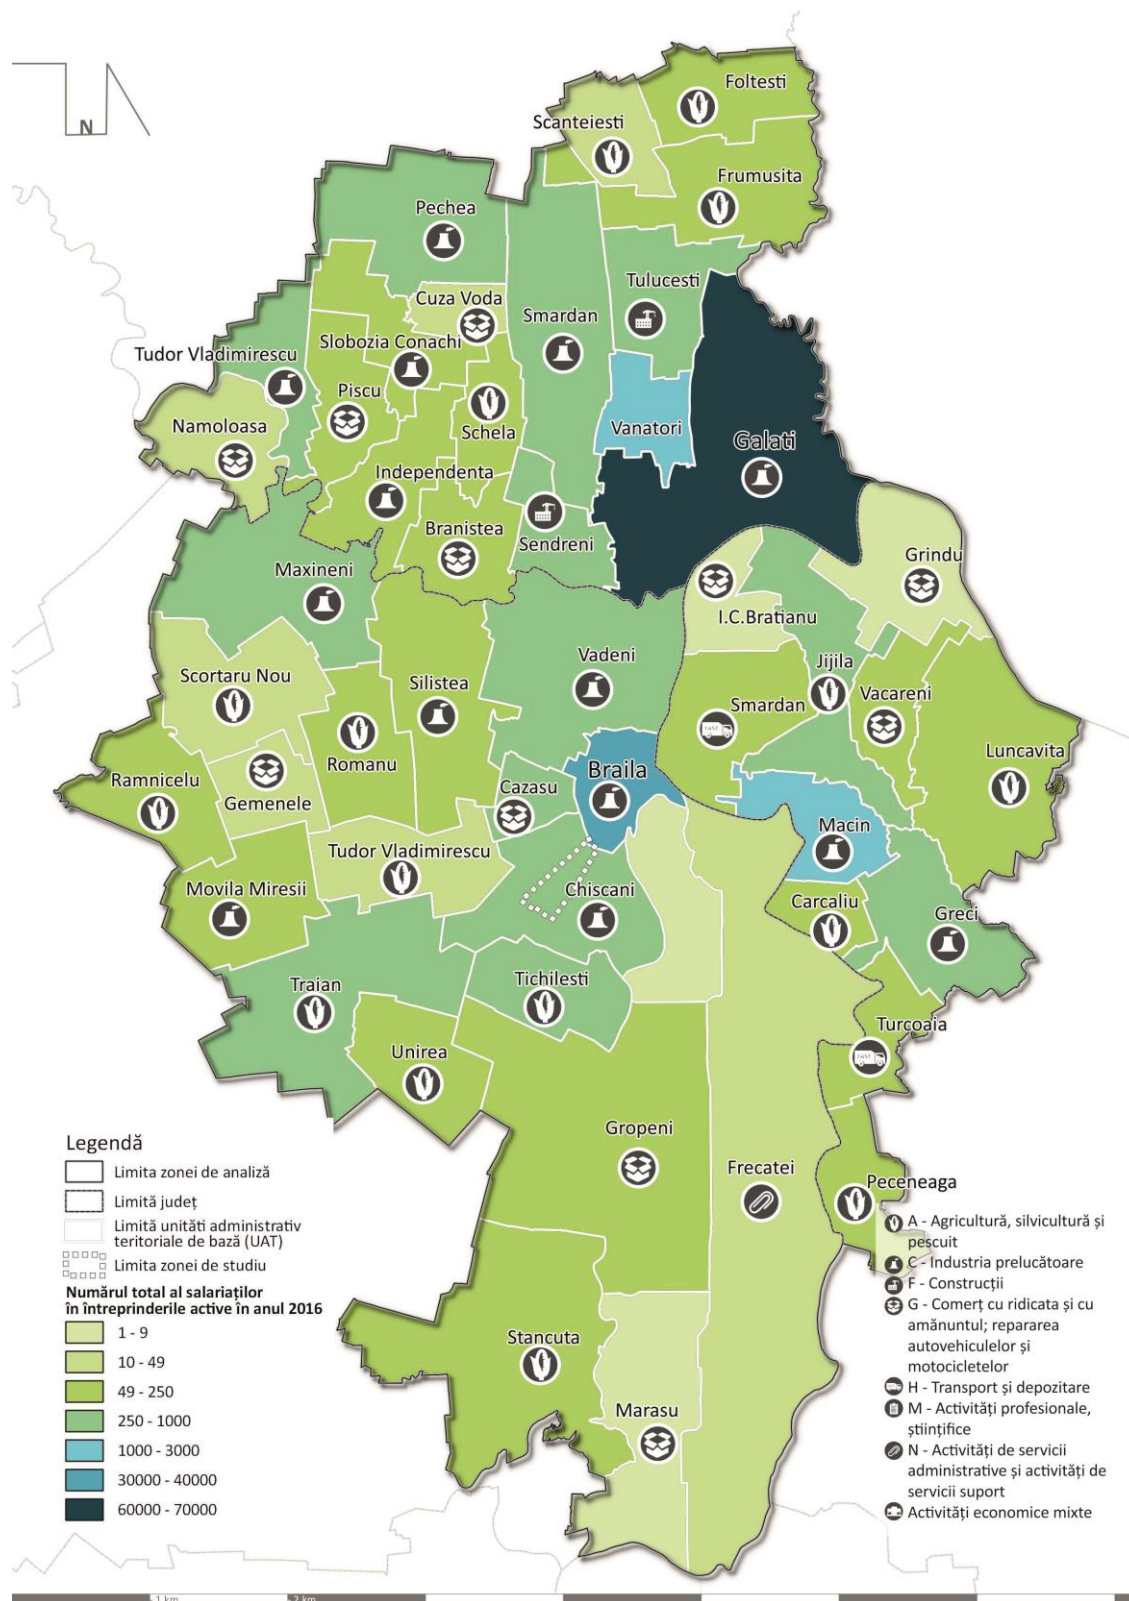 N
Foltesti
Scanteiesti
Frumusita
Pechea
Tulucesti
Cuza Voda
Smardan
Slobozia Conachi
Tudor Vladimirescu
Piscu
Namoloasa
Schela
Vanatori
Galati
Independenta
Branistea
Sendreni
Grindu
Maxineni
I.C.Bratianu
Vadeni
Jijila
Scortaru Nou
Silistea
Smardan
Vacareni
Luncavita
Romanu
Braila
Ramnicelu
Gemenele
Cazasu
Macin
Tudor Vladimirescu
Movila Miresii
Chiscani
Carcaliu
Greci
Traian
Tichilesti
Turcoaia
Unirea
Gropeni
Frecatei
Peceneaga
Stancuta
Marasu
Legendă
Limita zonei de analiză
Limită județ
Limită unităti administrativ
teritoriale de bază (UAT)
Limita zonei de studiu
Numărul total al salariaților
în întreprinderile active în anul 2016
1 - 9
10 - 49
49 - 250
250 - 1000
1000 - 3000
30000 - 40000
60000 - 70000
A - Agricultură, silvicultură și
pescuit
C - Industria prelucătoare
F - Construcții
G - Comerț cu ridicata și cu
amănuntul; repararea
autovehiculelor și
motocicletelor
H - Transport și depozitare
M - Activități profesionale,
științifice
N - Activități de servicii
administrative și activități de
servicii suport
Activități economice mixte
1 km
2 km